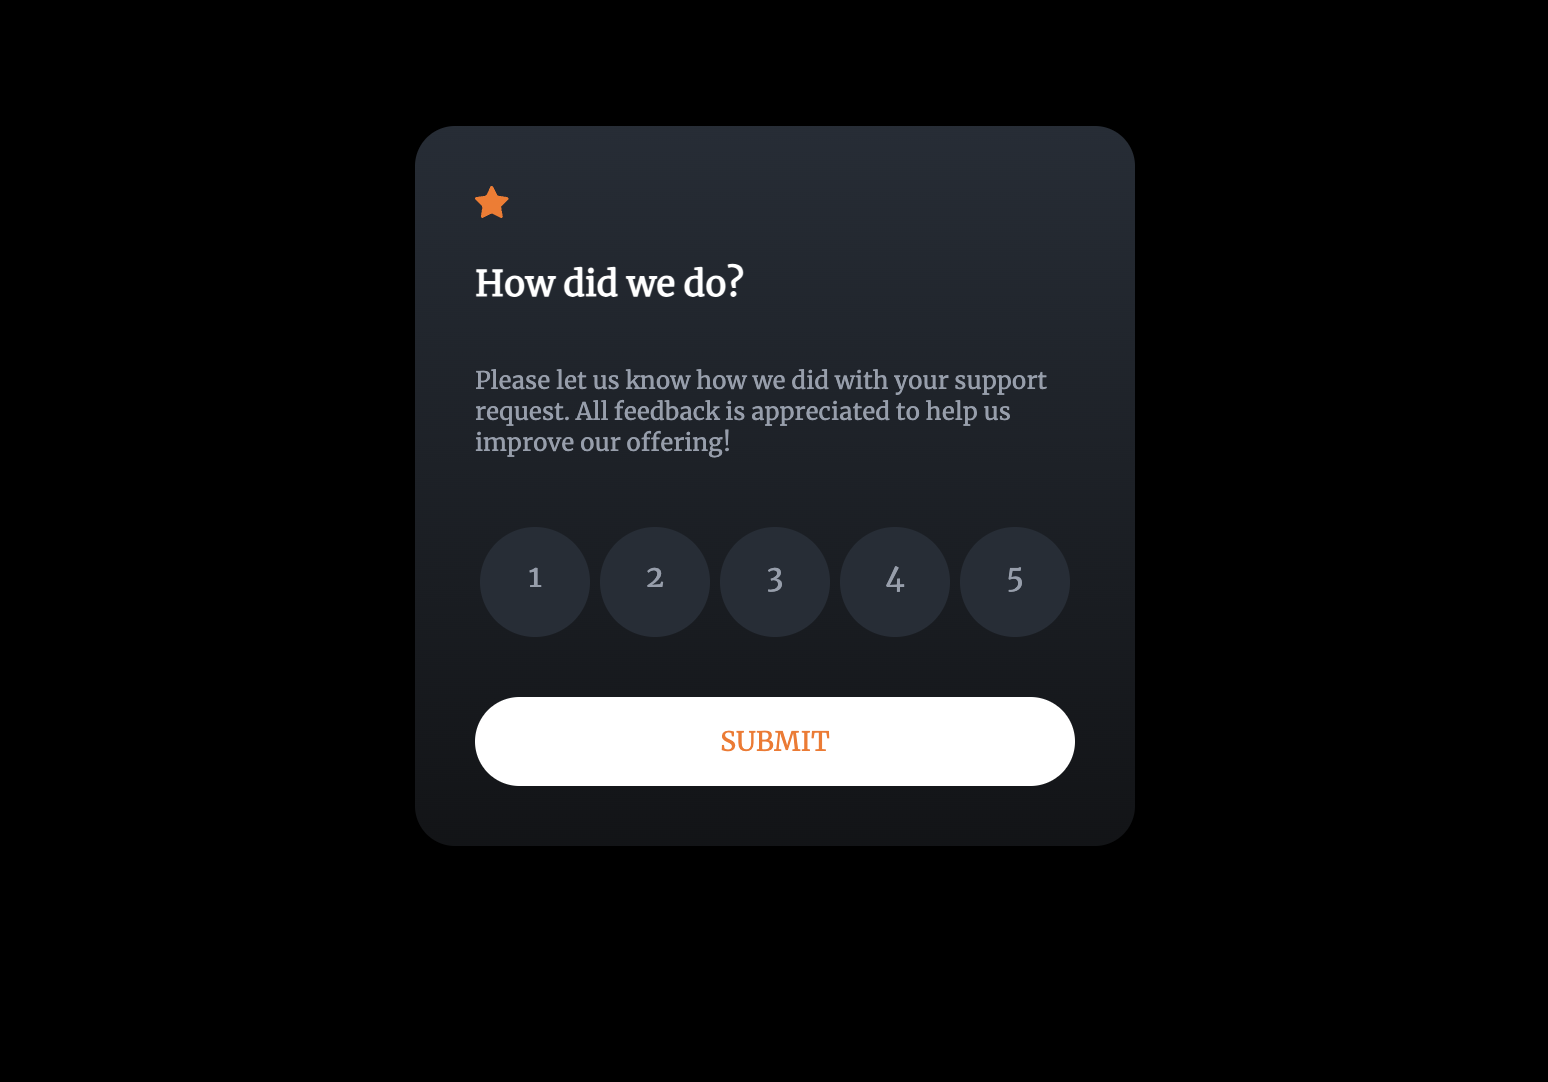 How did we do?
Please let us know how we did with your support
request. All feedback is appreciated to help us
improve our offering!
1 2 3 4 5
SUBMIT